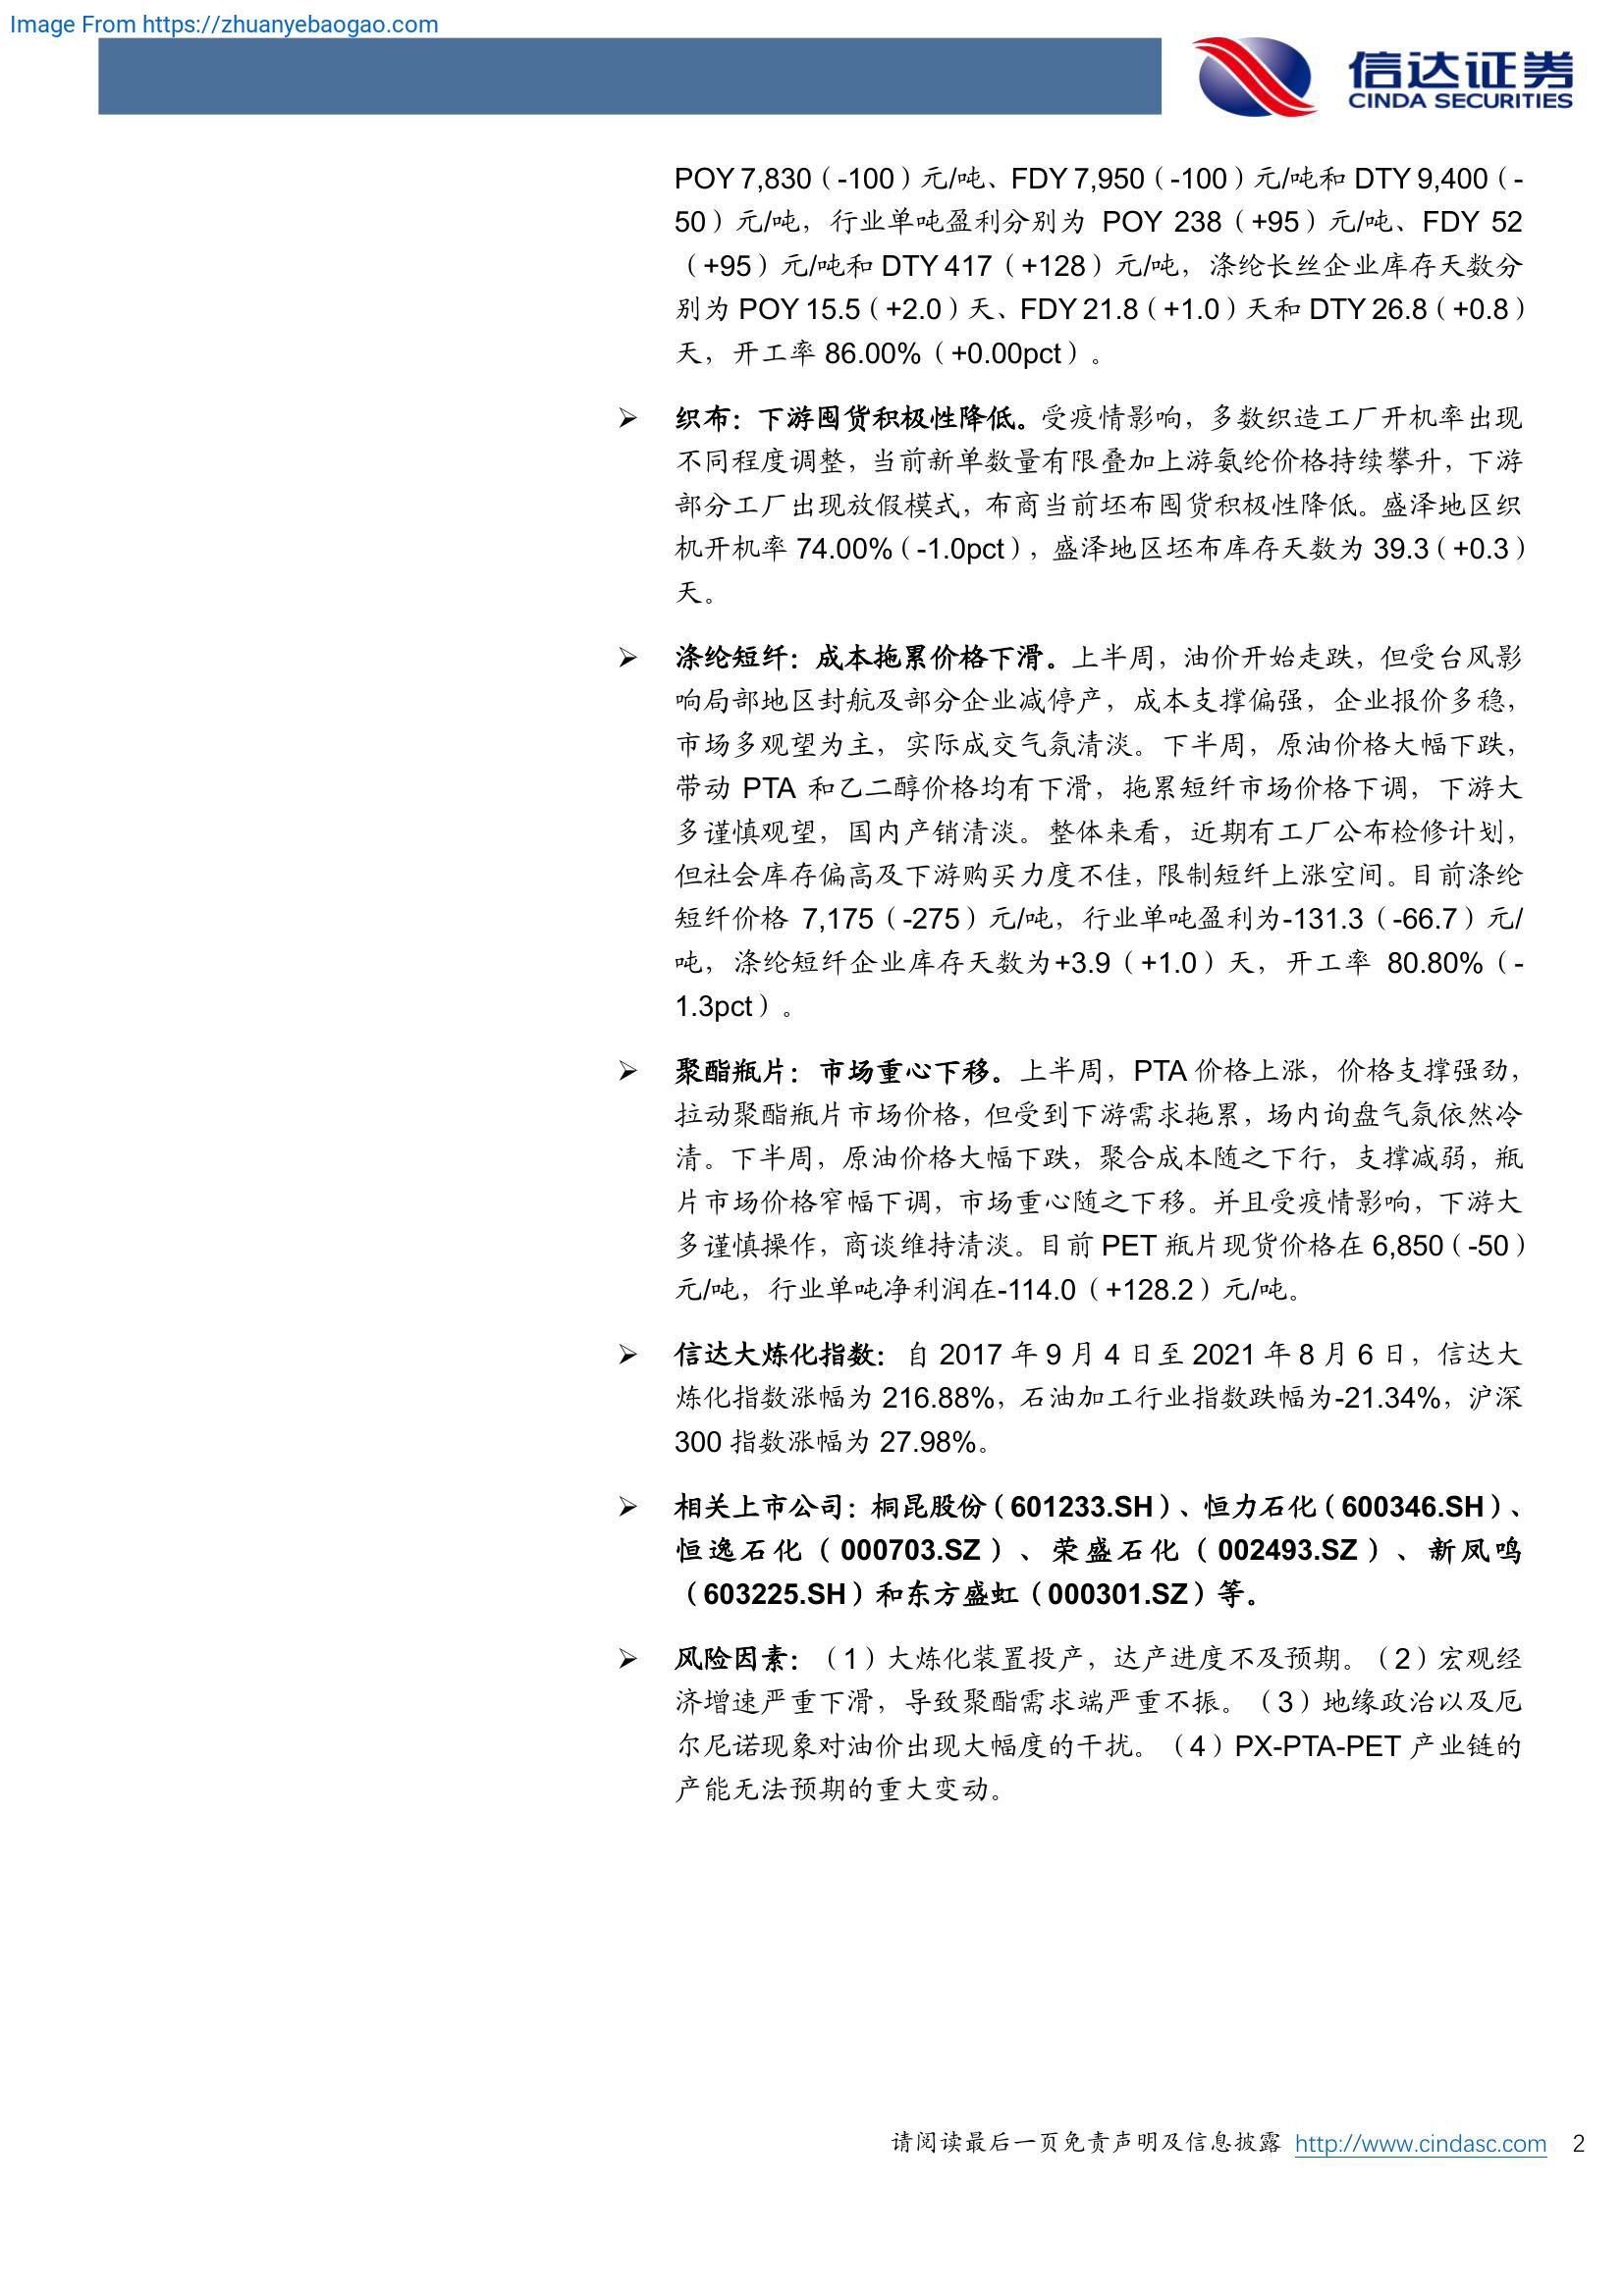 Image From https://zhuanyebaogao.com
信达证券
CINDA SECURITIES
POY 7,830（-100）元/吨、FDY 7,950（-100）元/吨和 DTY 9,400（-
50）元/吨，行业单吨盈利分别为 POY 238（+95）元/吨、FDY 52
（+95）元/吨和 DTY 417（+128）元/吨，涤纶长丝企业库存天数分
别为 POY 15.5（+2.0）天、FDY 21.8（+1.0）天和 DTY 26.8（+0.8）
天，开工率 86.00%（+0.00pct）。
➢ 织布：下游囤货积极性降低。受疫情影响，多数织造工厂开机率出现
不同程度调整，当前新单数量有限叠加上游氨纶价格持续攀升，下游
部分工厂出现放假模式，布商当前坯布囤货积极性降低。盛泽地区织
机开机率 74.00%（-1.0pct），盛泽地区坯布库存天数为 39.3（+0.3）
天。
➢ 涤纶短纤：成本拖累价格下滑。上半周，油价开始走跌，但受台风影
响局部地区封航及部分企业减停产，成本支撑偏强，企业报价多稳，
市场多观望为主，实际成交气氛清淡。下半周，原油价格大幅下跌，
带动 PTA 和乙二醇价格均有下滑，拖累短纤市场价格下调，下游大
多谨慎观望，国内产销清淡。整体来看，近期有工厂公布检修计划，
但社会库存偏高及下游购买力度不佳，限制短纤上涨空间。目前涤纶
短纤价格 7,175（-275）元/吨，行业单吨盈利为-131.3（-66.7）元/
吨，涤纶短纤企业库存天数为+3.9（+1.0）天，开工率 80.80%（-
1.3pct）。
➢ 聚酯瓶片：市场重心下移。上半周，PTA 价格上涨，价格支撑强劲，
拉动聚酯瓶片市场价格，但受到下游需求拖累，场内询盘气氛依然冷
清。下半周，原油价格大幅下跌，聚合成本随之下行，支撑减弱，瓶
片市场价格窄幅下调，市场重心随之下移。并且受疫情影响，下游大
多谨慎操作，商谈维持清淡。目前 PET 瓶片现货价格在 6,850（-50）
元/吨，行业单吨净利润在-114.0（+128.2）元/吨。
➢ 信达大炼化指数：自 2017 年 9 月 4 日至 2021 年 8 月 6 日，信达大
炼化指数涨幅为 216.88%，石油加工行业指数跌幅为-21.34%，沪深
300 指数涨幅为 27.98%。
➢ 相关上市公司：桐昆股份（601233.SH）、恒力石化（600346.SH）、
恒逸石化（000703.SZ）、荣盛石化（002493.SZ）、新凤鸣
（603225.SH）和东方盛虹（000301.SZ）等。
➢ 风险因素：（1）大炼化装置投产，达产进度不及预期。（2）宏观经
济增速严重下滑，导致聚酯需求端严重不振。（3）地缘政治以及厄
尔尼诺现象对油价出现大幅度的干扰。（4）PX-PTA-PET 产业链的
产能无法预期的重大变动。
请阅读最后一页免责声明及信息披露 http://www.cindasc.com 2